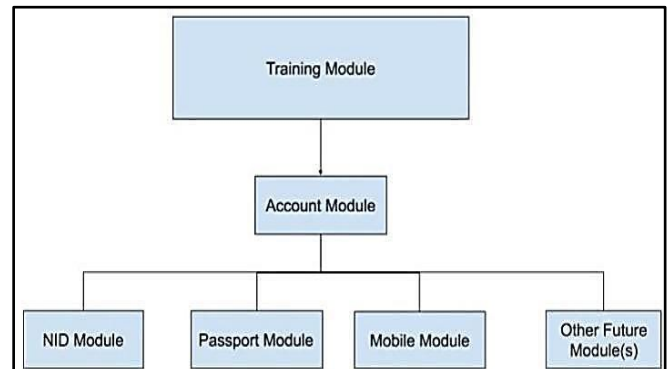 Training Module
Account Module
NID Module
Passport Module
Mobile Module
Other Future
Module(s)